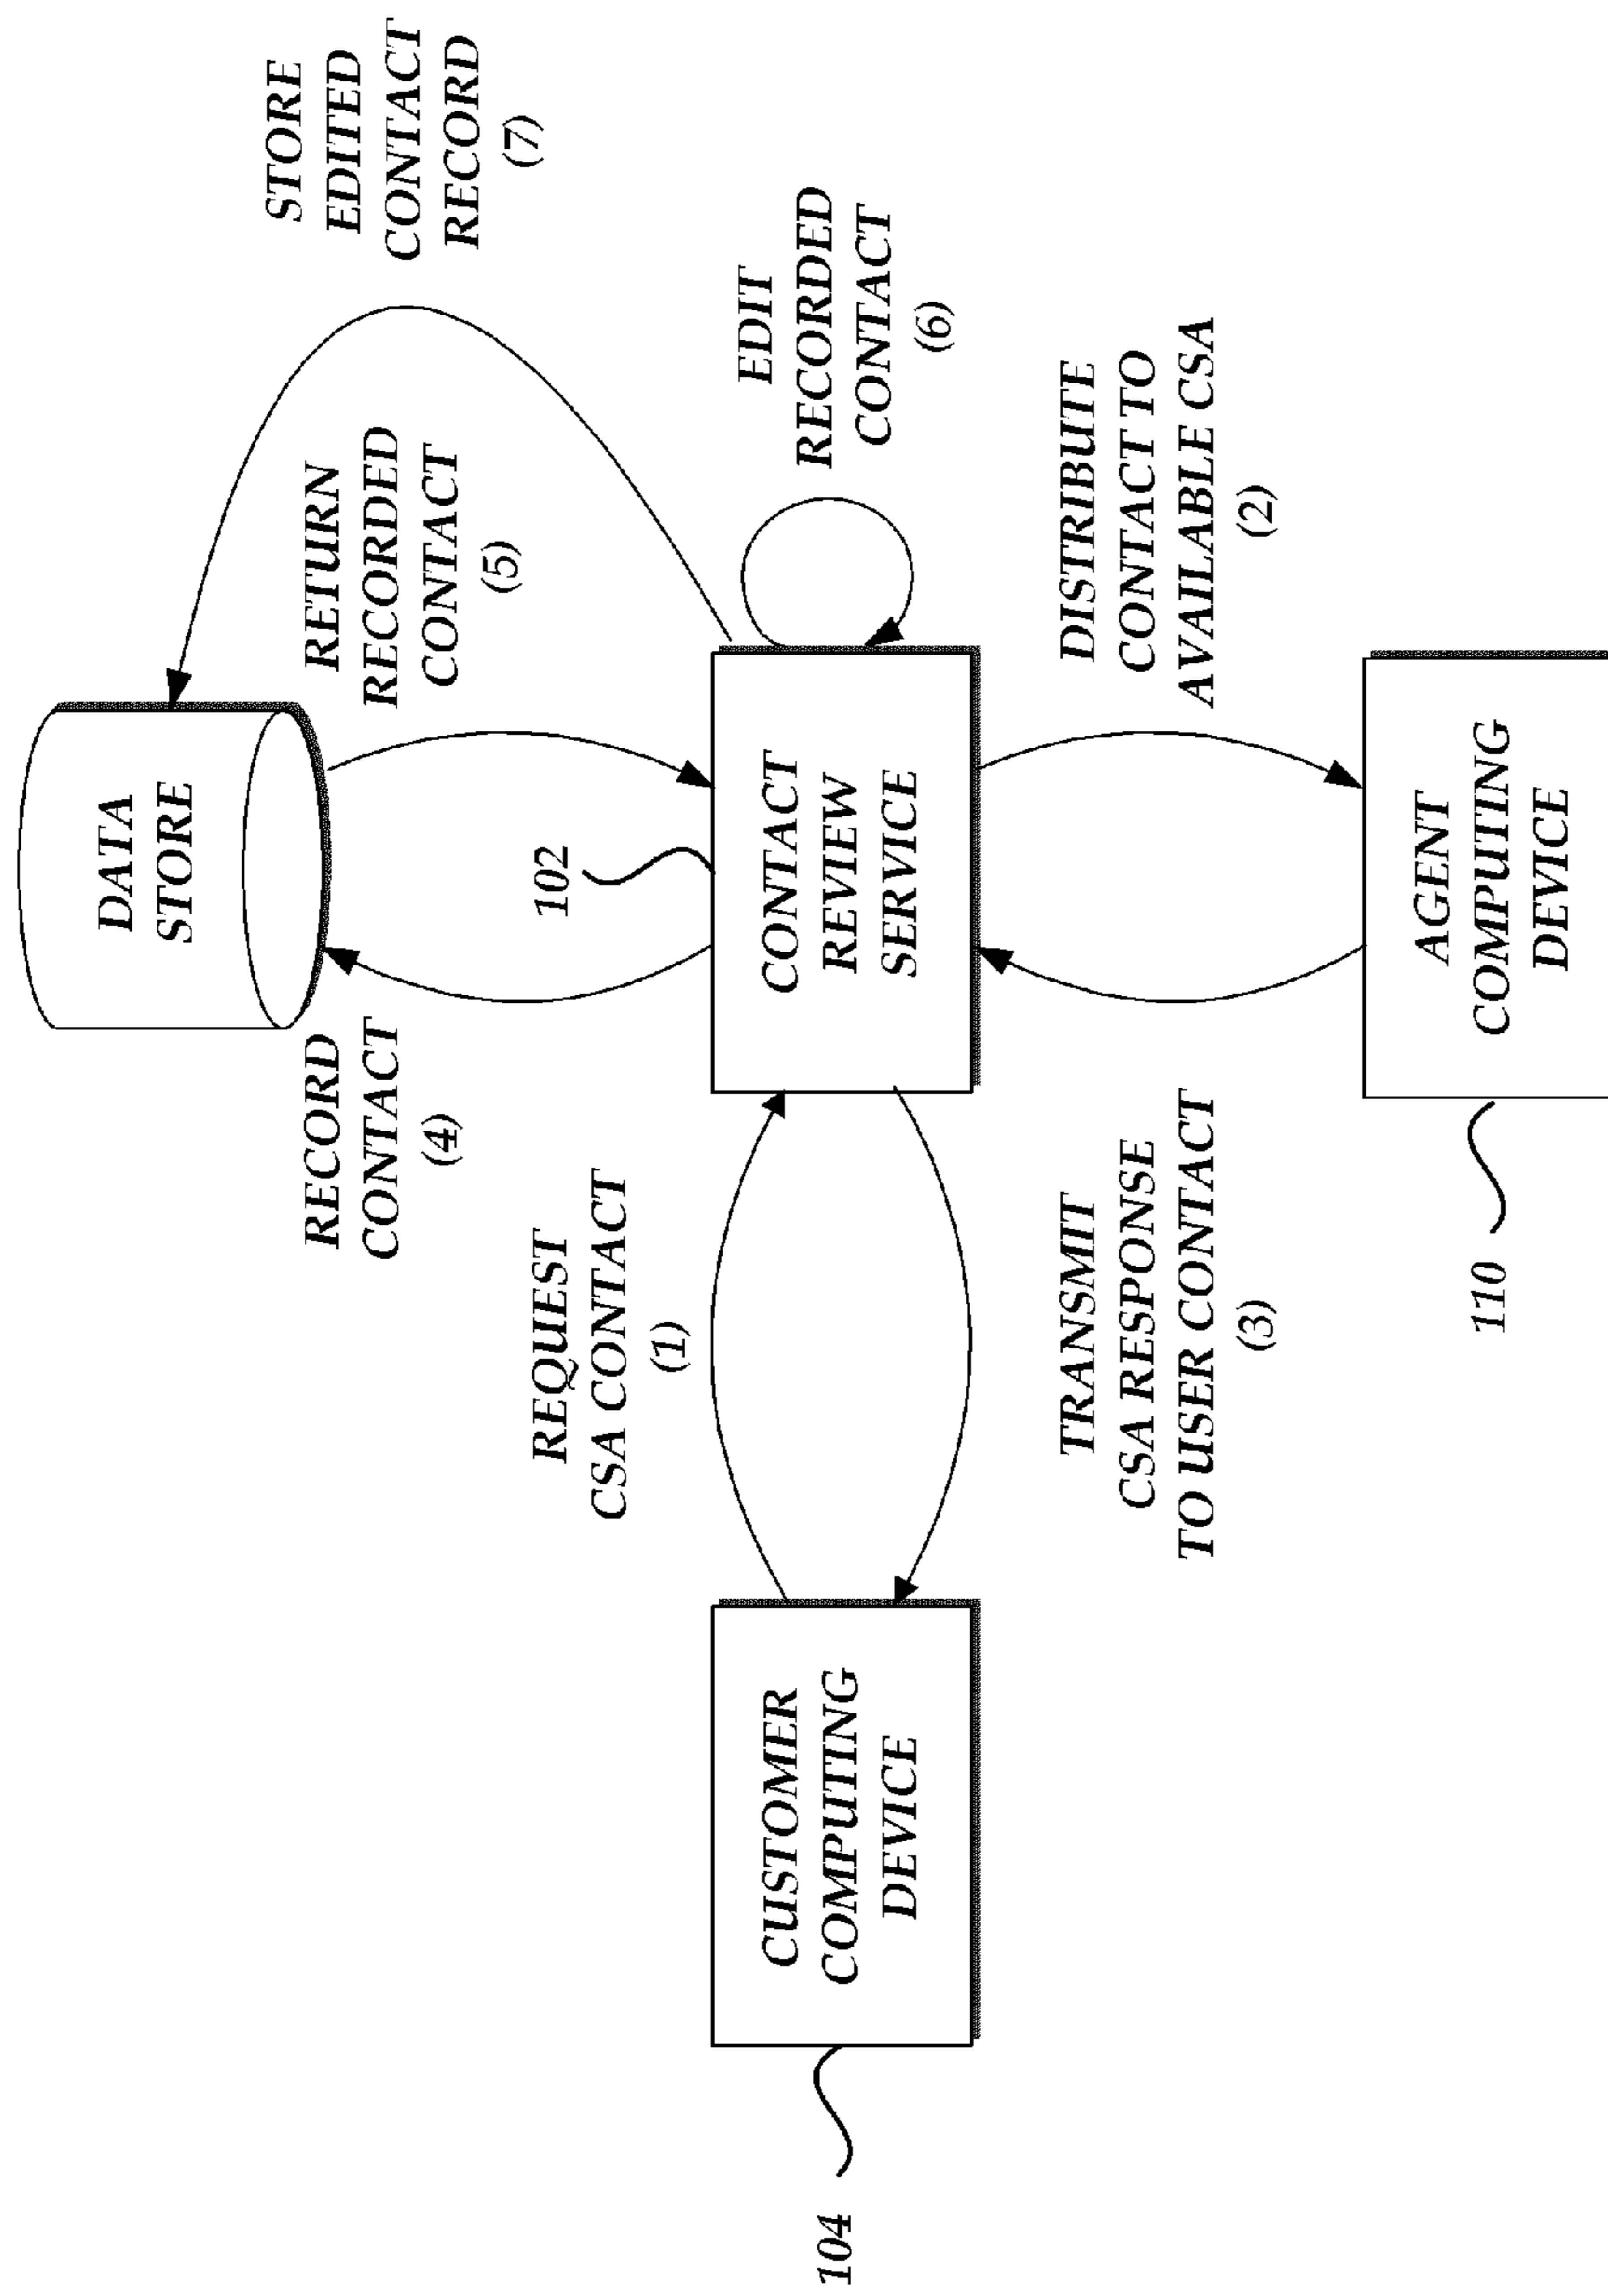 DATA
STORE
STORE
EDITED
CONTACT
RECORD
(7)
RECORD
CONTACT
(4)
RETURN
RECORDED
CONTACT
(5)
REQUEST
CSA CONTACT
(1)
102
EDIT
RECORDED
CONTACT
(6)
104
CUSTOMER
COMPUTING
DEVICE
CONTACT
REVIEW
SERVICE
TRANSMIT
CSA RESPONSE
TO USER CONTACT
(3)
DISTRIBUTE
CONTACT TO
AVAILABLE CSA
(2)
110
AGENT
COMPUTING
DEVICE